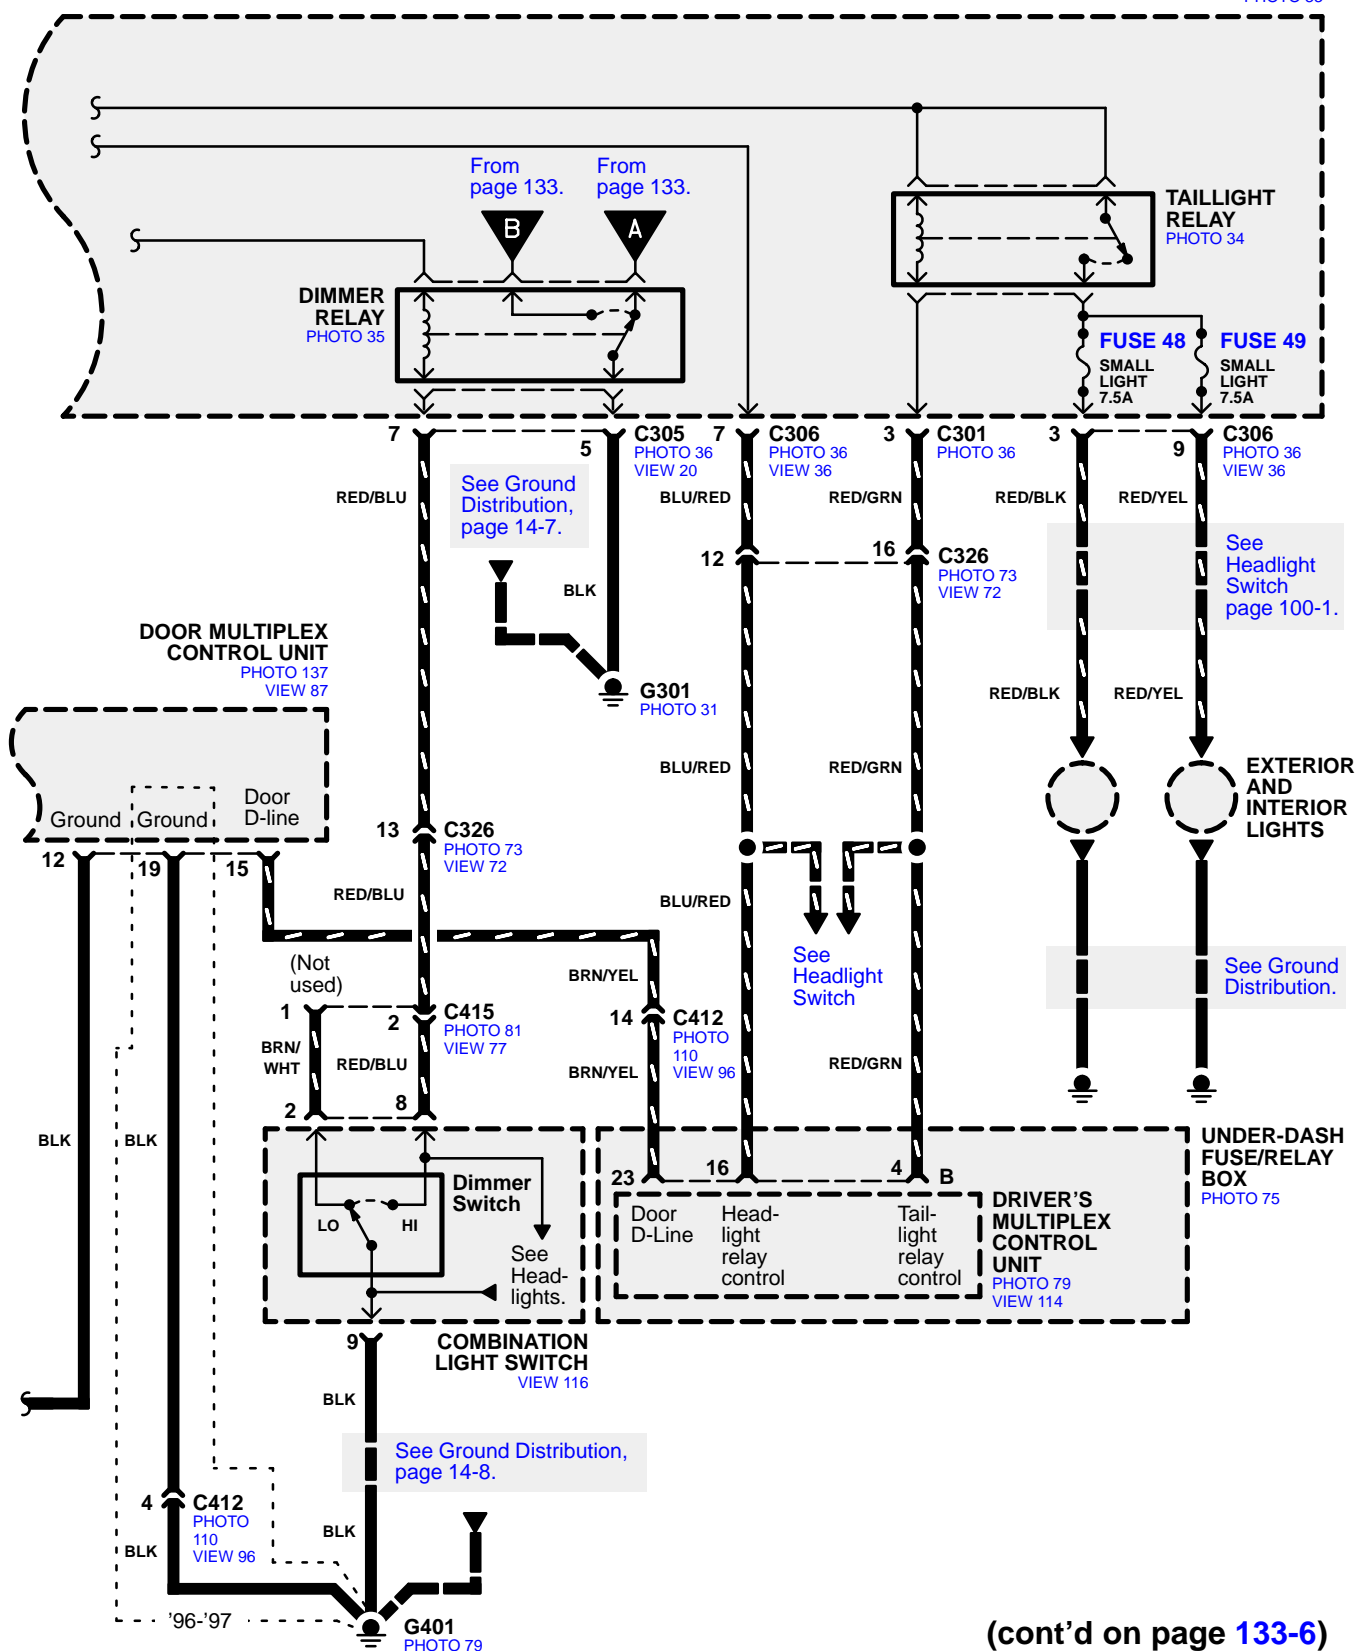 From
page 133.
From
page 133.
B
A
TAILLIGHT
RELAY
PHOTO 34
DIMMER
RELAY
PHOTO 35
FUSE 48
SMALL
LIGHT
7.5A
FUSE 49
SMALL
LIGHT
7.5A
7
5
C305
PHOTO 36
VIEW 20
7
C306
PHOTO 36
VIEW 36
3
C301
PHOTO 36
3
9
C306
PHOTO 36
VIEW 36
RED/BLU
See Ground
Distribution,
page 14-7.
BLU/RED
RED/GRN
RED/BLK
RED/YEL
12
16
C326
PHOTO 73
VIEW 72
See
Headlight
Switch
page 100-1.
BLK
DOOR MULTIPLEX
CONTROL UNIT
PHOTO 137
VIEW 87
G301
PHOTO 31
RED/BLK
RED/YEL
BLU/RED
RED/GRN
EXTERIOR
AND
INTERIOR
LIGHTS
Ground
Ground
Door
D-line
12
19
15
13
C326
PHOTO 73
VIEW 72
RED/BLU
BLU/RED
See
Headlight
Switch
See Ground
Distribution.
(Not
used)
BRN/YEL
1
2
C415
PHOTO 81
VIEW 77
14
C412
PHOTO
110
VIEW 96
BRN/
WHT
RED/BLU
BRN/YEL
RED/GRN
2
8
BLK
BLK
UNDER-DASH
FUSE/RELAY
BOX
PHOTO 75
Dimmer
Switch
LO
HI
See
Head-
lights.
23
16
4
B
Door
D-Line
Head-
light
relay
control
Tail-
light
relay
control
DRIVER'S
MULTIPLEX
CONTROL
UNIT
PHOTO 79
VIEW 114
9
COMBINATION
LIGHT SWITCH
VIEW 116
BLK
See Ground Distribution,
page 14-8.
4
C412
PHOTO
110
VIEW 96
BLK
BLK
'96-'97
G401
PHOTO 79
(cont'd on page 133-6)